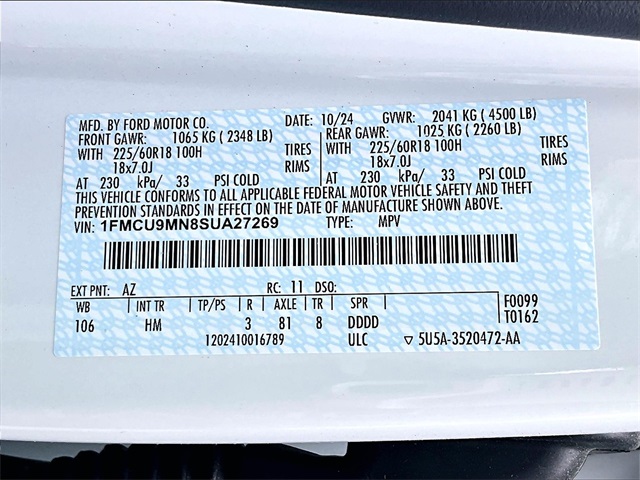 MFD. BY FORD MOTOR CO. DATE: 10/24 GVWR: 2041 KG ( 4500 LB)
FRONT GAWR: 1065 KG ( 2348 LB) REAR GAWR: 1025 KG ( 2260 LB)
WITH 225/60R18 100H TIRES WITH 225/60R18 100H TIRES
18x7.0J RIMS 18x7.0J RIMS
AT 230 kPa/ 33 PSI COLD AT 230 kPa/ 33 PSI COLD
THIS VEHICLE CONFORMS TO ALL APPLICABLE FEDERAL MOTOR VEHICLE SAFETY AND THEFT
PREVENTION STANDARDS IN EFFECT ON THE DATE OF MANUFACTURE SHOWN ABOVE.
VIN: 1FMCU9MN8SUA27269 TYPE: MPV
EXT PNT: AZ RC: 11 DSO:
WB INT TR TP/PS R AXLE TR SPR F0099
106 HM 3 81 8 DDDD T0162
1202410016789 ULC ▽ 5U5A-3520472-AA